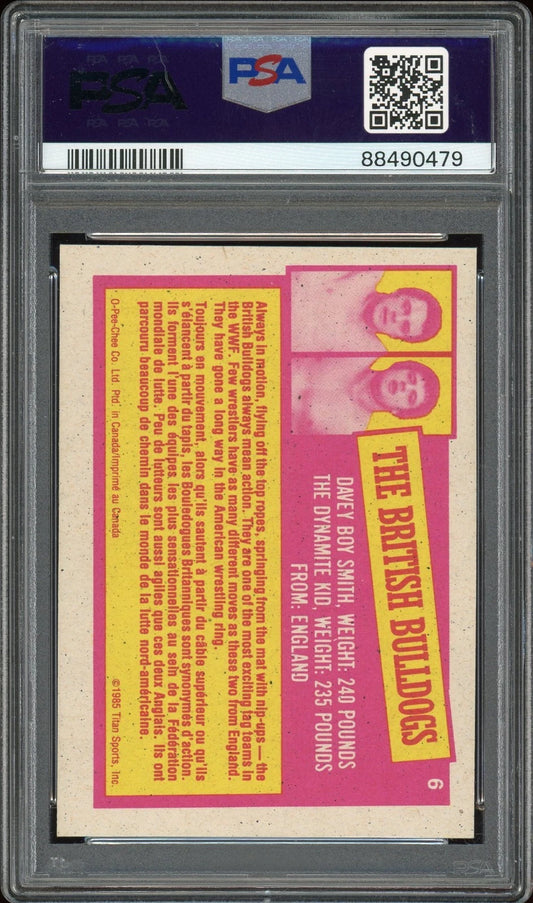 PSA
PSA
88490479
6
THE BRITISH BULLDOGS
DAVEY BOY SMITH, WEIGHT: 240 POUNDS
THE DYNAMITE KID, WEIGHT: 235 POUNDS
FROM: ENGLAND
Always in motion, flying off the top ropes, springing from the mat with nip-ups — the
British Bulldogs always mean action. They are one of the most exciting tag teams in
the WWF. Few wrestlers have as many different moves as these two from England.
They have gone a long way in the American wrestling ring.
Toujours en mouvement, alors qu'ils sautent à partir du câble supérieur ou qu'ils
s'élancent à partir du tapis, les Bouledogues Britanniques sont synonymes d'action.
Ils forment l'une des équipes les plus sensationnelles au sein de la Fédération
mondiale de lutte. Peu de lutteurs sont aussi agiles que ces deux Anglais. Ils ont
parcouru beaucoup de chemin dans le monde de la lutte nord-américaine.
O-Pee-Chee Co. Ltd. Ptd. in Canada/Imprimé au Canada
©1985 Titan Sports, Inc.
PSA